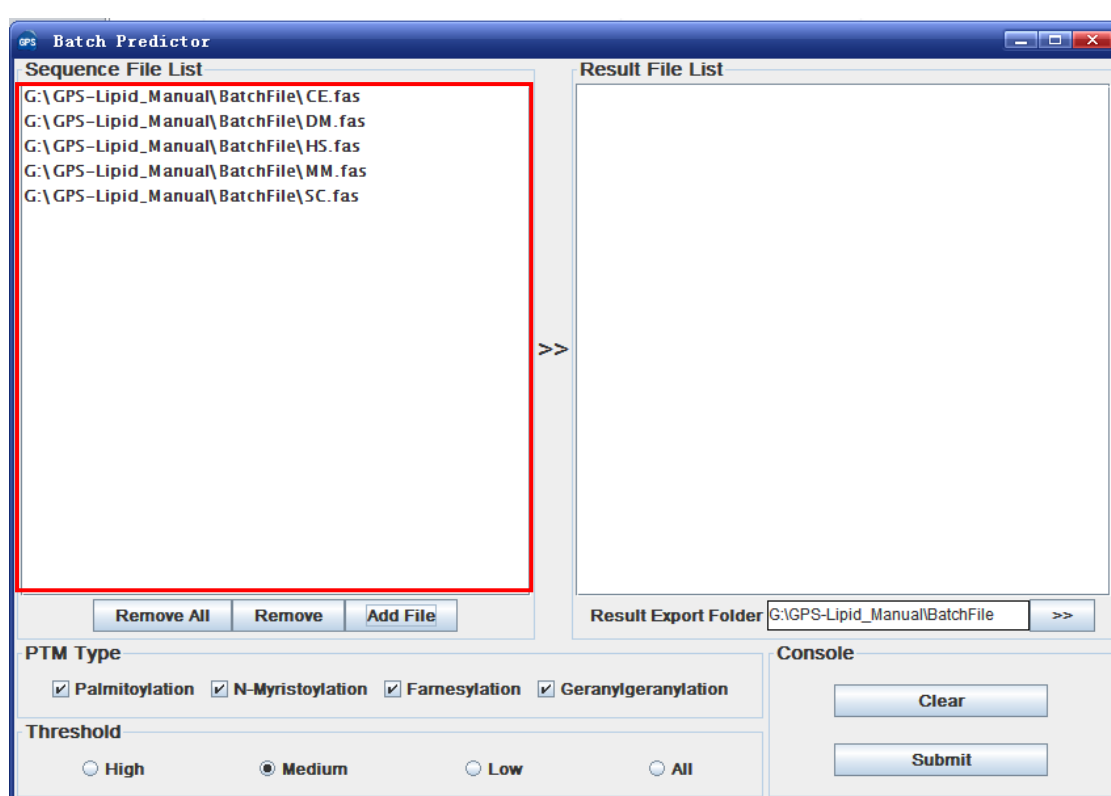 GPS Batch Predictor
Sequence File List
G:\GPS-Lipid_Manual\BatchFile\CE.fas
G:\GPS-Lipid_Manual\BatchFile\DM.fas
G:\GPS-Lipid_Manual\BatchFile\HS.fas
G:\GPS-Lipid_Manual\BatchFile\MM.fas
G:\GPS-Lipid_Manual\BatchFile\SC.fas
>>
Result File List
Remove All Remove Add File
Result Export Folder G:\GPS-Lipid_Manual\BatchFile >>
PTM Type
Palmitoylation N-Myristoylation Farnesylation Geranylgeranylation
Threshold
High Medium Low All
Console
Clear
Submit